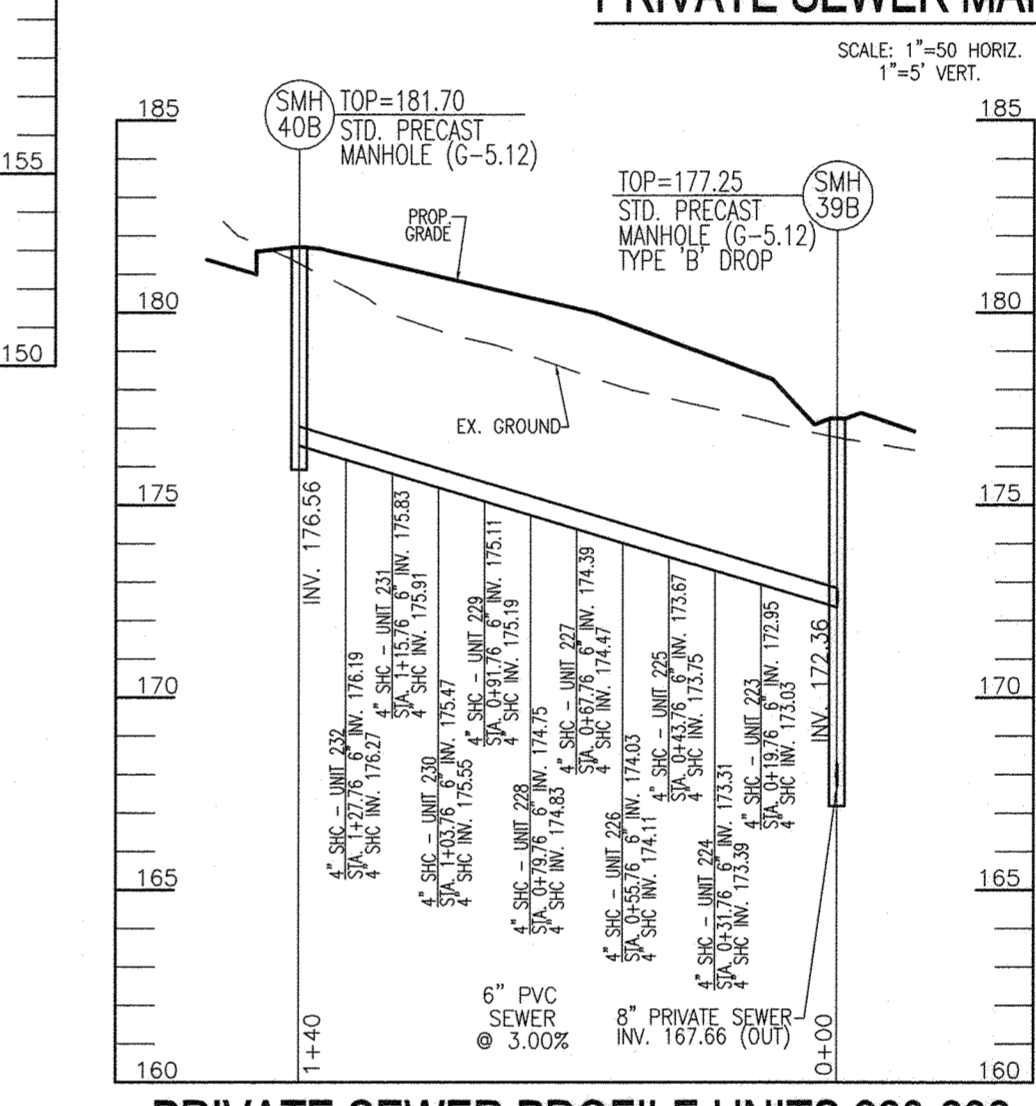 SCALE: 1"=50 HORIZ.
1"=5' VERT.
155
150
185
180
175
170
165
160
185
180
175
170
165
160
SMH
40B
TOP=181.70
STD. PRECAST
MANHOLE (G-5.12)
TOP=177.25
STD. PRECAST
MANHOLE (G-5.12)
TYPE 'B' DROP
SMH
39B
PROP.
GRADE
EX. GROUND
INV. 176.56
4" SHC - UNIT 232
STA. 1+27.76 6" INV. 176.19
4" SHC INV. 176.27
4" SHC - UNIT 231
STA. 1+15.76 6" INV. 175.83
4" SHC INV. 175.91
4" SHC - UNIT 230
STA. 1+03.76 6" INV. 175.47
4" SHC INV. 175.55
4" SHC - UNIT 229
STA. 0+91.76 6" INV. 175.11
4" SHC INV. 175.19
4" SHC - UNIT 228
STA. 0+79.76 6" INV. 174.75
4" SHC INV. 174.83
4" SHC - UNIT 227
STA. 0+67.76 6" INV. 174.39
4" SHC INV. 174.47
4" SHC - UNIT 226
STA. 0+55.76 6" INV. 174.03
4" SHC INV. 174.11
4" SHC - UNIT 225
STA. 0+43.76 6" INV. 173.67
4" SHC INV. 173.75
4" SHC - UNIT 224
STA. 0+31.76 6" INV. 173.31
4" SHC INV. 173.39
4" SHC - UNIT 223
STA. 0+19.76 6" INV. 172.95
4" SHC INV. 173.03
INV. 172.36
6" PVC
SEWER
@ 3.00%
8" PRIVATE SEWER
INV. 167.66 (OUT)
1+40
0+00
PRIVATE SEWER PROFILE UNITS